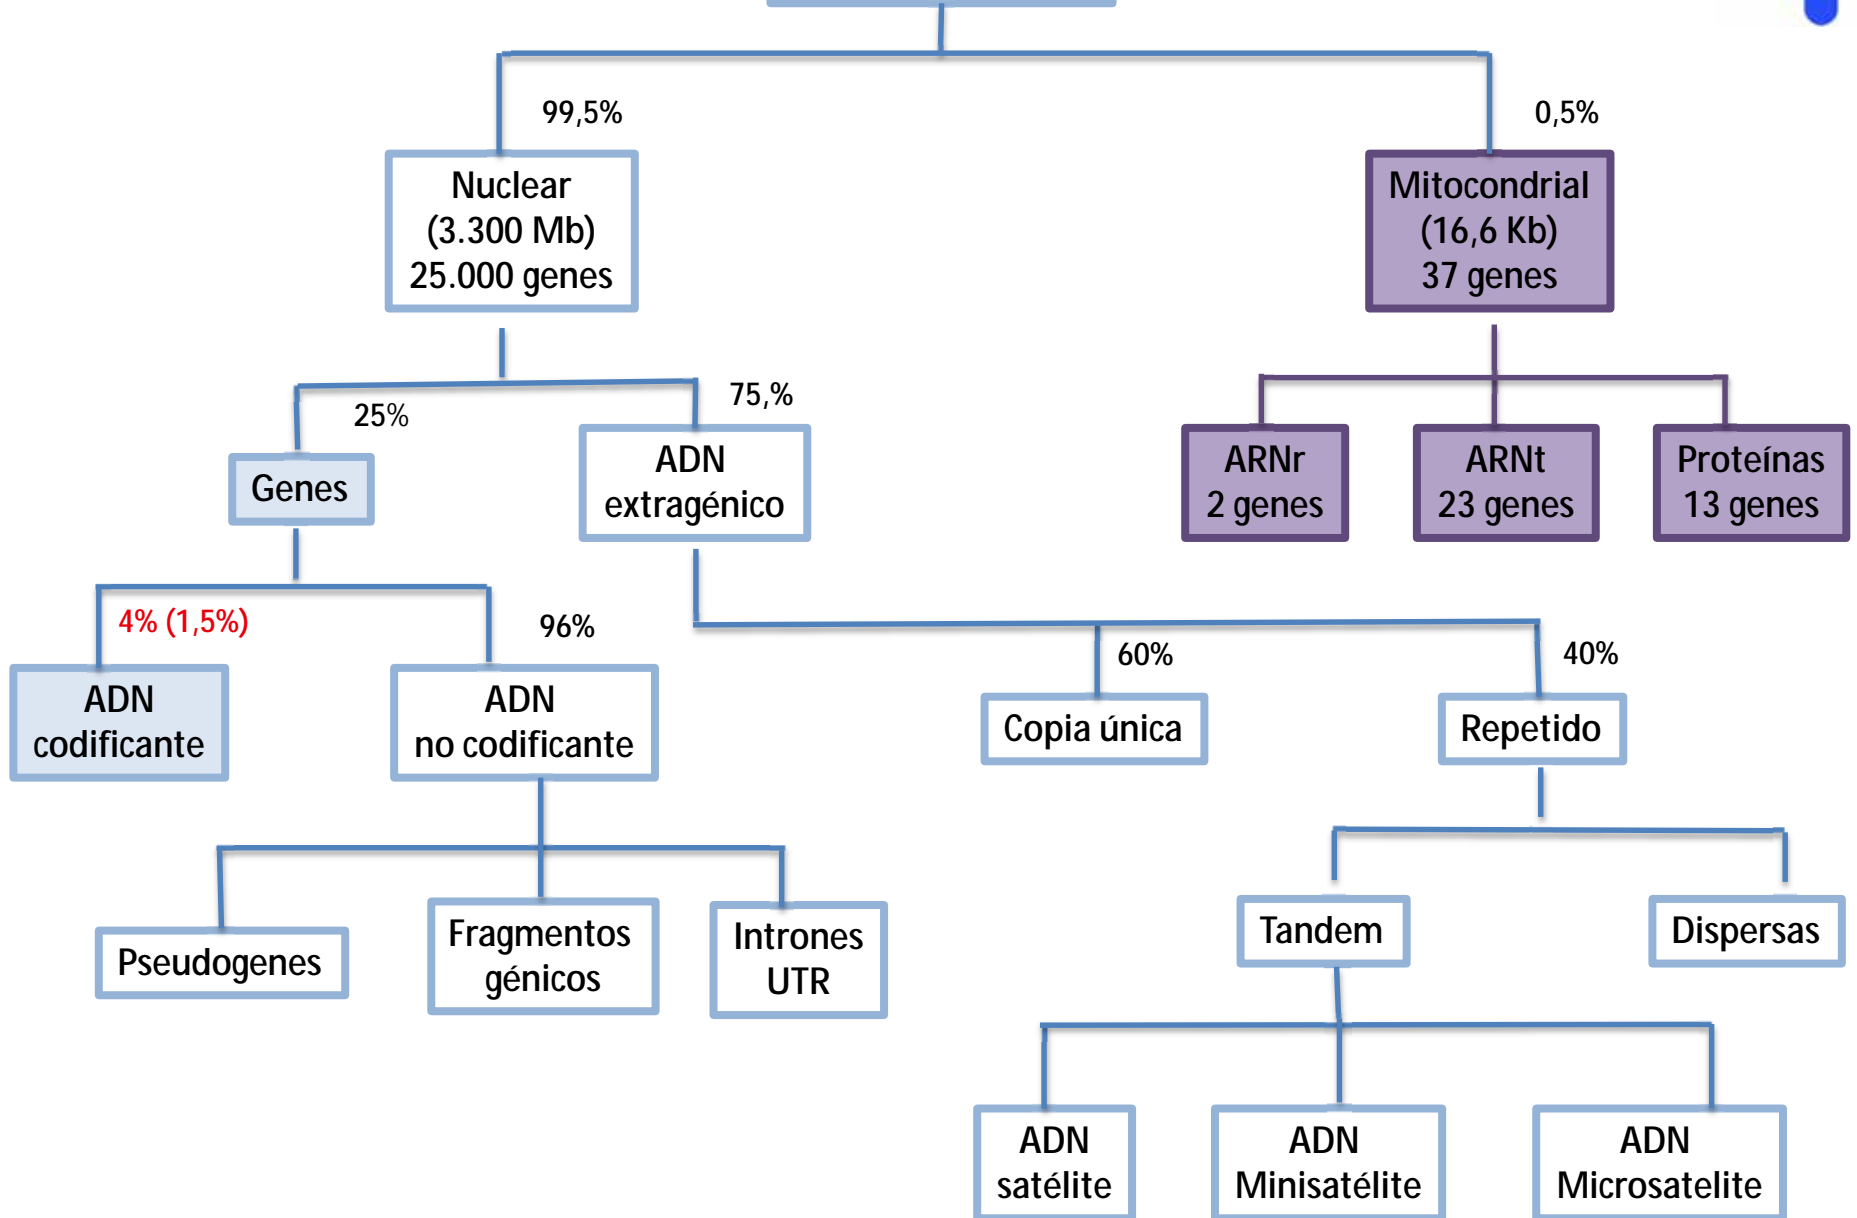 99,5%
0,5%
Nuclear
(3.300 Mb)
25.000 genes
Mitocondrial
(16,6 Kb)
37 genes
25%
75,%
Genes
ADN
extragénico
ARNr
2 genes
ARNt
23 genes
Proteínas
13 genes
4% (1,5%)
96%
60%
40%
ADN
codificante
ADN
no codificante
Copia única
Repetido
Pseudogenes
Fragmentos
génicos
Intrones
UTR
Tandem
Dispersas
ADN
satélite
ADN
Minisatélite
ADN
Microsatelite